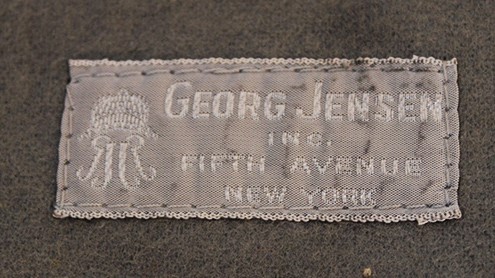 GEORG JENSEN
INC.
FIFTH AVENUE
NEW YORK